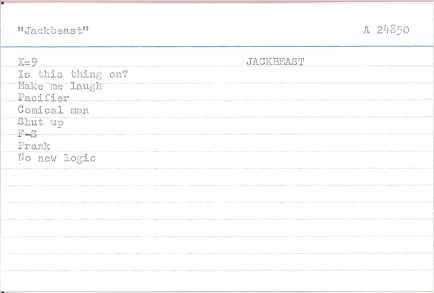 "Jackbeast" A 24850
X=9 JACKBEAST
Is this thing on?
Make me laugh
Pacifier
Comical man
Shut up
F-S
Prank
No new logic